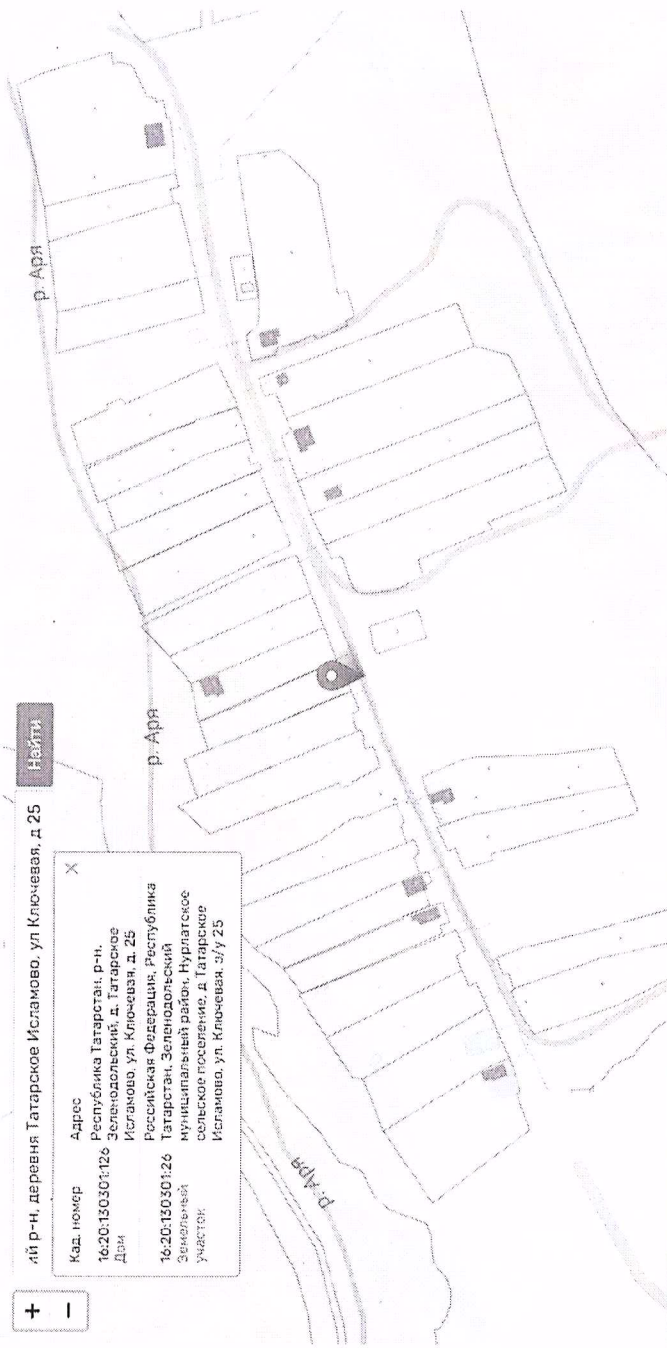 +
−
ий р-н, деревня Татарское Исламово, ул Ключевая, д 25
Найти
Кад. номер Адрес
×
16:20:130301:126 Республика Татарстан, р-н.
Дом Зеленодольский, д. Татарское
Исламово, ул. Ключевая, д. 25
Российская Федерация, Республика
16:20:130301:26 Татарстан, Зеленодольский
Земельный муниципальный район, Нурлатское
участок сельское поселение, д Татарское
Исламово, ул. Ключевая, з/у 25
р. Аря
р. Аря
р. Аря